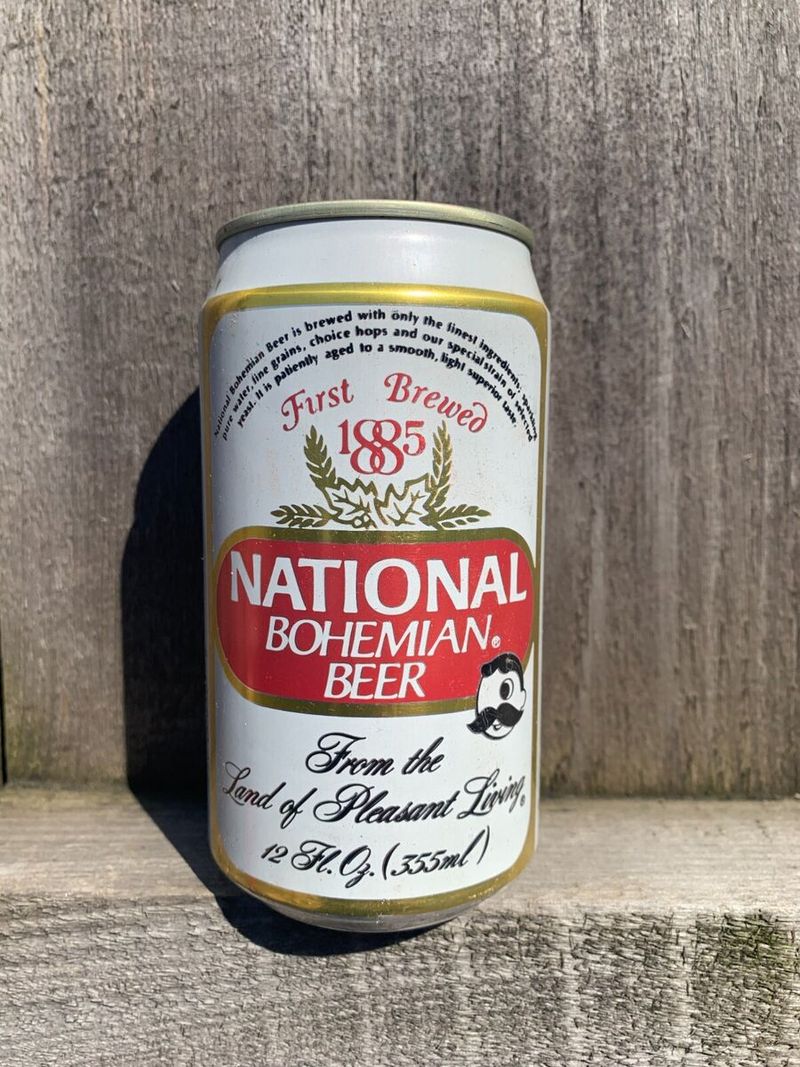 National Bohemian Beer is brewed with only the finest ingredients; sparkling
pure water, fine grains, choice hops and our special strain of selected
yeast. It is patiently aged to a smooth, light superior taste.
First Brewed
1885
NATIONAL
BOHEMIAN®
BEER
From the
Land of Pleasant Living®
12 Fl. Oz. (355ml)